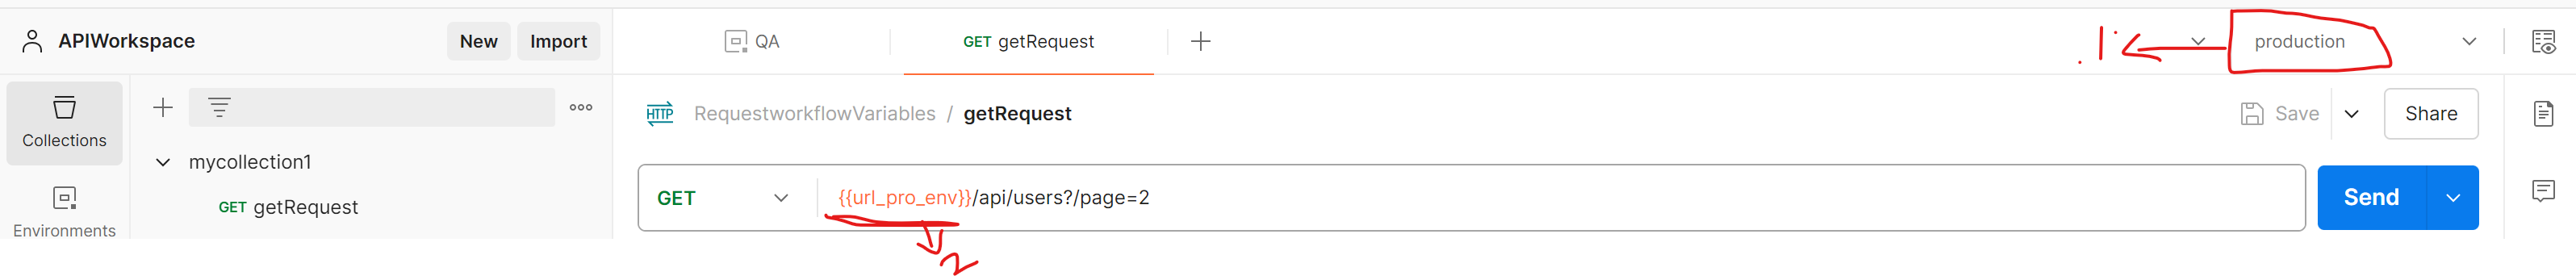 APIWorkspace New Import QA GET getRequest production
.1
HTTP RequestworkflowVariables / getRequest Save Share
Collections
mycollection1
GET {{url_pro_env}}/api/users?/page=2 Send
GET getRequest
Environments
2